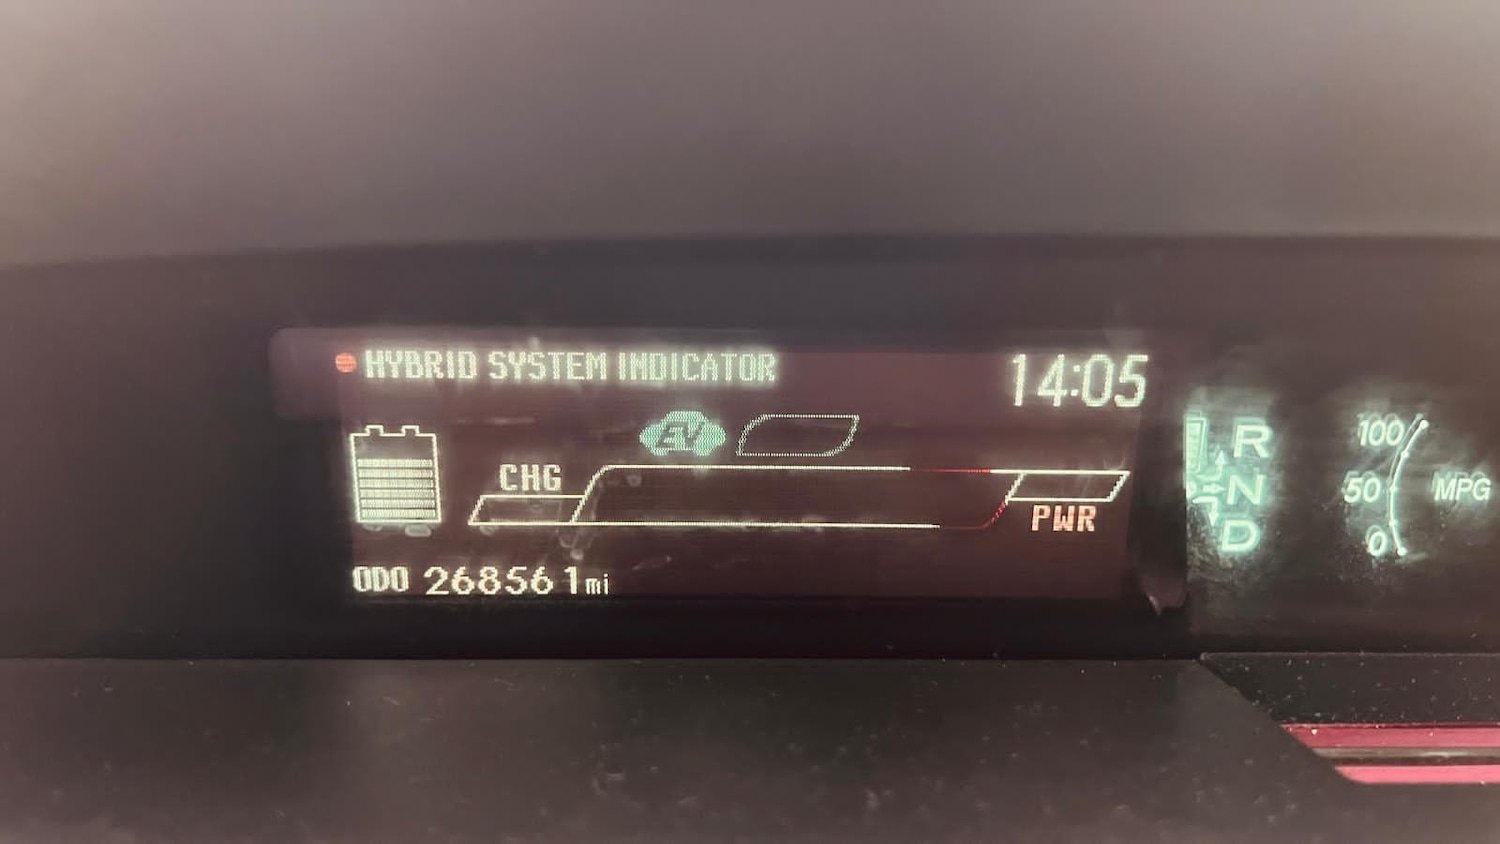 HYBRID SYSTEM INDICATOR
14:05
EV
CHG
PWR
ODO 268561mi
R
N
D
100
50
0
MPG